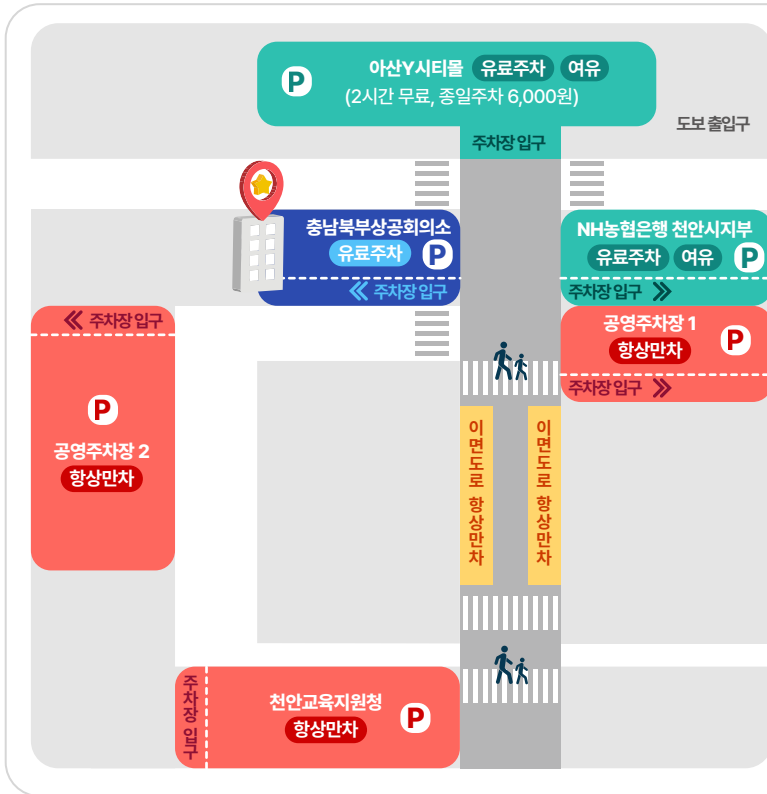 P
아산Y시티몰 유료주차 여유
(2시간 무료, 종일주차 6,000원)
주차장 입구
도보 출입구
충남북부상공회의소
유료주차 P
주차장 입구
NH농협은행 천안시지부
유료주차 여유 P
주차장 입구
공영주차장 1
항상만차 P
주차장 입구
주차장 입구
P
공영주차장 2
항상만차
이면도로 항상만차
이면도로 항상만차
주차장 입구
천안교육지원청
항상만차 P